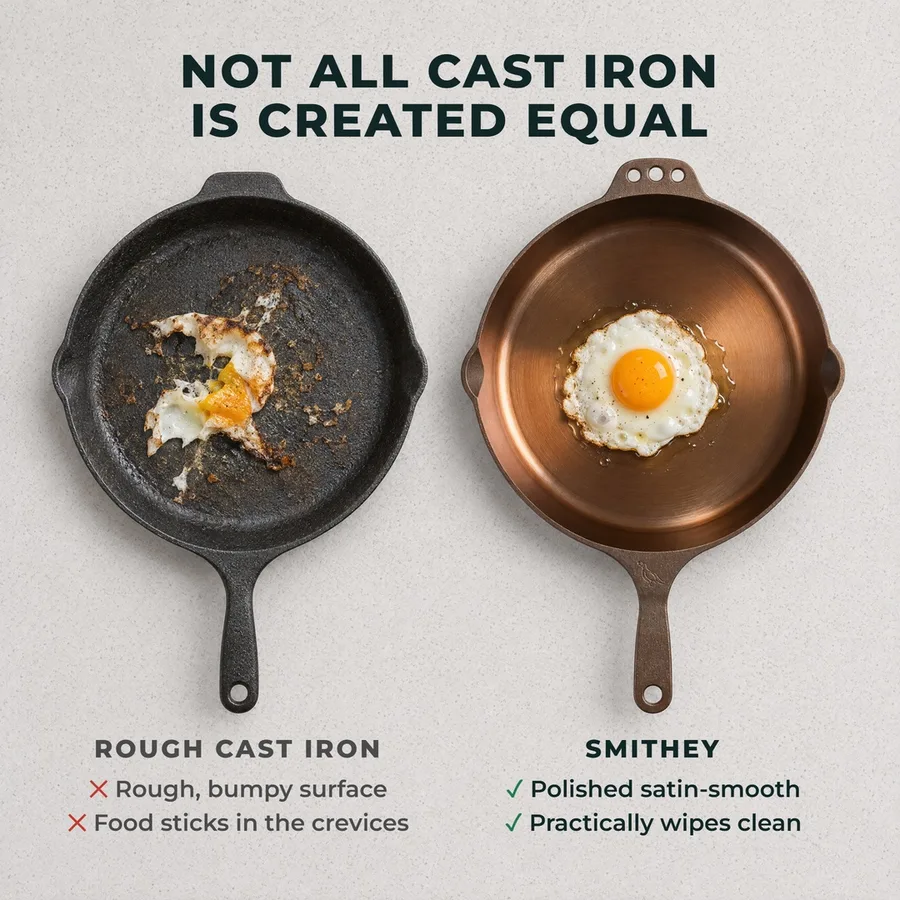 NOT ALL CAST IRON
IS CREATED EQUAL
ROUGH CAST IRON
❌ Rough, bumpy surface
❌ Food sticks in the crevices
SMITHEY
✓ Polished satin-smooth
✓ Practically wipes clean